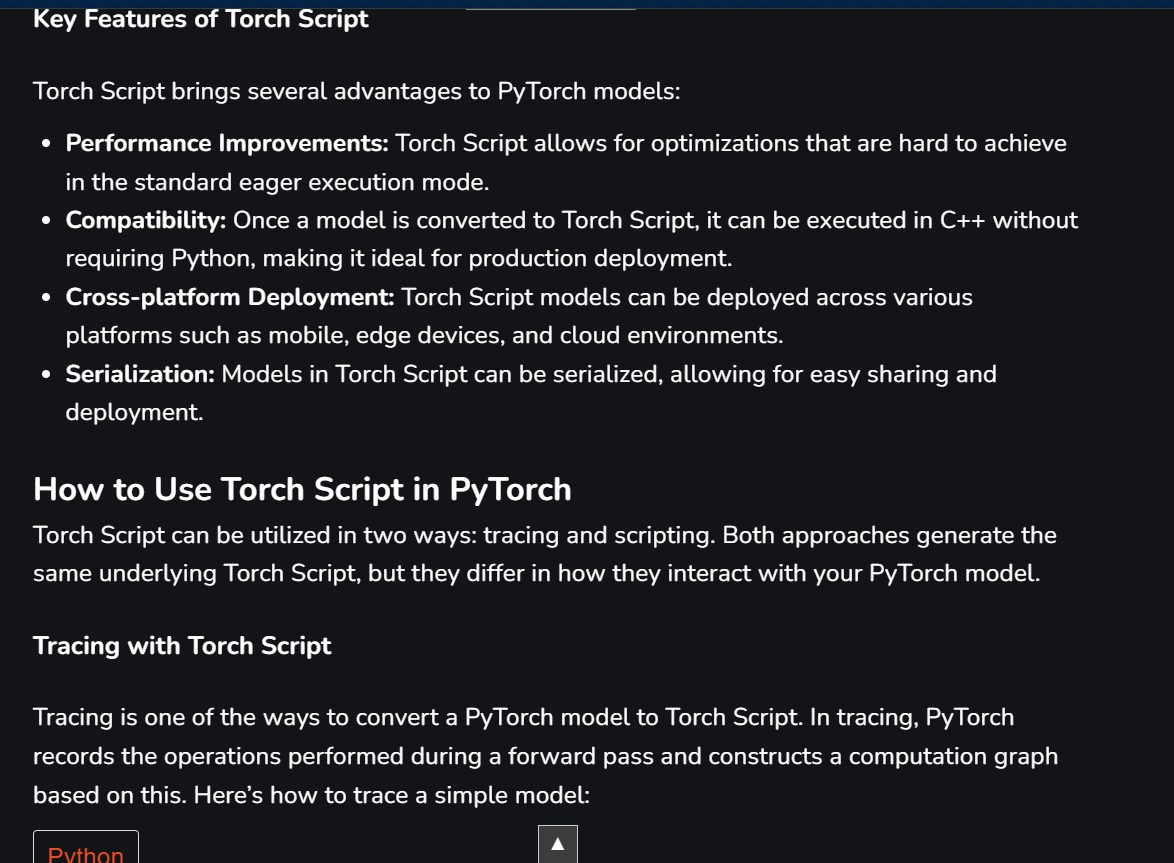 Key Features of Torch Script
Torch Script brings several advantages to PyTorch models:
• Performance Improvements: Torch Script allows for optimizations that are hard to achieve
in the standard eager execution mode.
• Compatibility: Once a model is converted to Torch Script, it can be executed in C++ without
requiring Python, making it ideal for production deployment.
• Cross-platform Deployment: Torch Script models can be deployed across various
platforms such as mobile, edge devices, and cloud environments.
• Serialization: Models in Torch Script can be serialized, allowing for easy sharing and
deployment.
How to Use Torch Script in PyTorch
Torch Script can be utilized in two ways: tracing and scripting. Both approaches generate the
same underlying Torch Script, but they differ in how they interact with your PyTorch model.
Tracing with Torch Script
Tracing is one of the ways to convert a PyTorch model to Torch Script. In tracing, PyTorch
records the operations performed during a forward pass and constructs a computation graph
based on this. Here’s how to trace a simple model:
Python